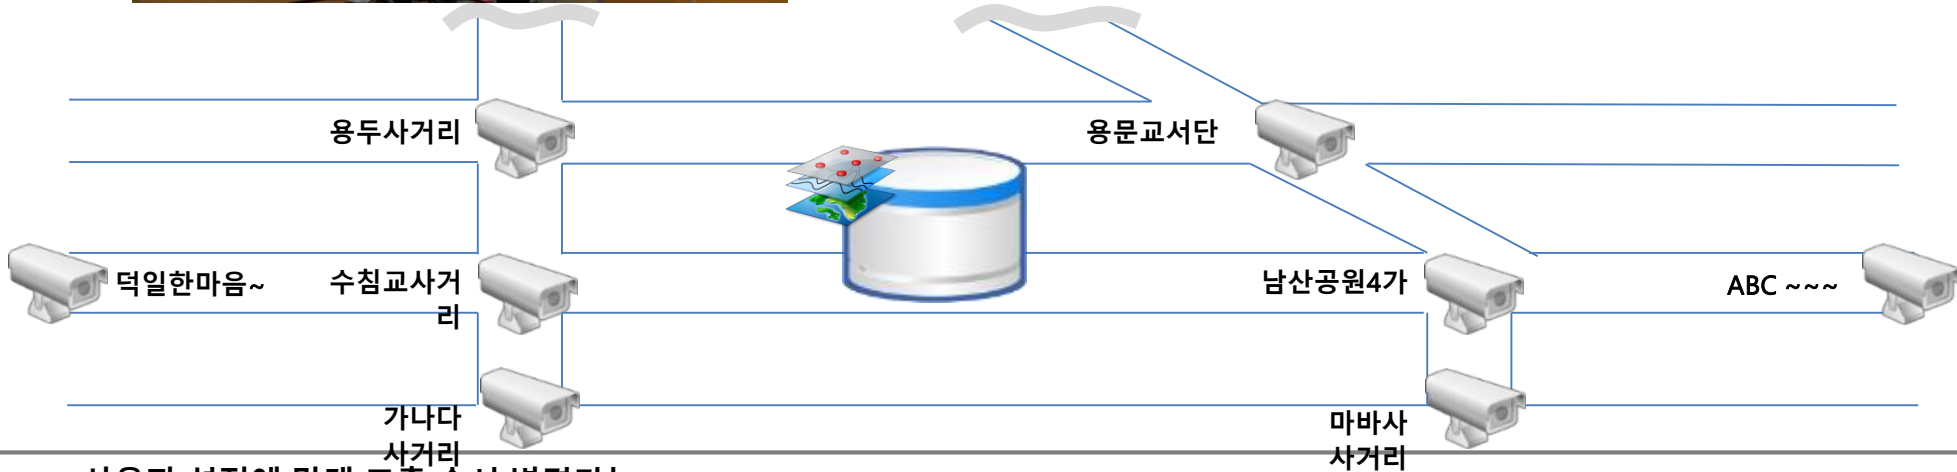 용두사거리
용문교서단
덕일한마음~
수침교사거
리
남산공원4가
ABC ~~~
가나다
사거리
마바사
사거리